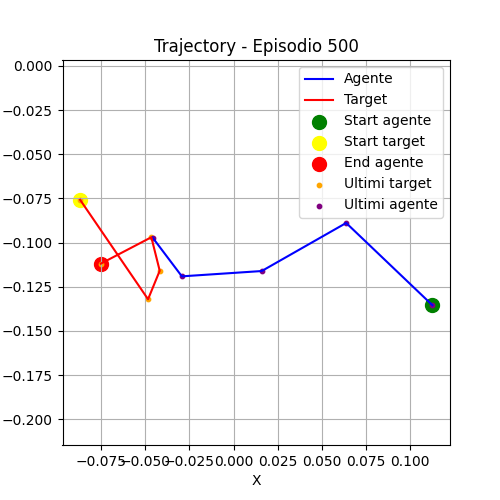 Trajectory - Episodio 500
0.000
−0.025
−0.050
−0.075
−0.100
−0.125
−0.150
−0.175
−0.200
Agente
Target
Start agente
Start target
End agente
Ultimi target
Ultimi agente
−0.075 −0.050 −0.025 0.000 0.025 0.050 0.075 0.100
X